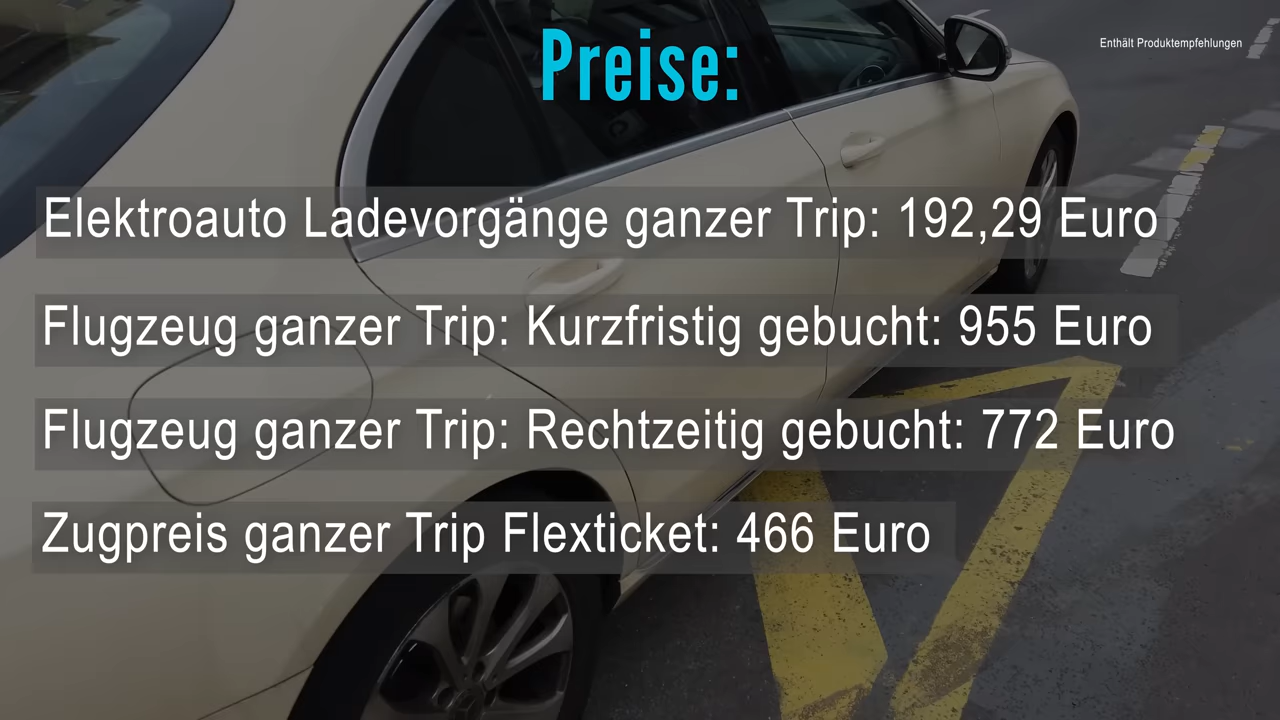 Preise:
Enthält Produktempfehlungen
Elektroauto Ladevorgänge ganzer Trip: 192,29 Euro
Flugzeug ganzer Trip: Kurzfristig gebucht: 955 Euro
Flugzeug ganzer Trip: Rechtzeitig gebucht: 772 Euro
Zugpreis ganzer Trip Flexticket: 466 Euro